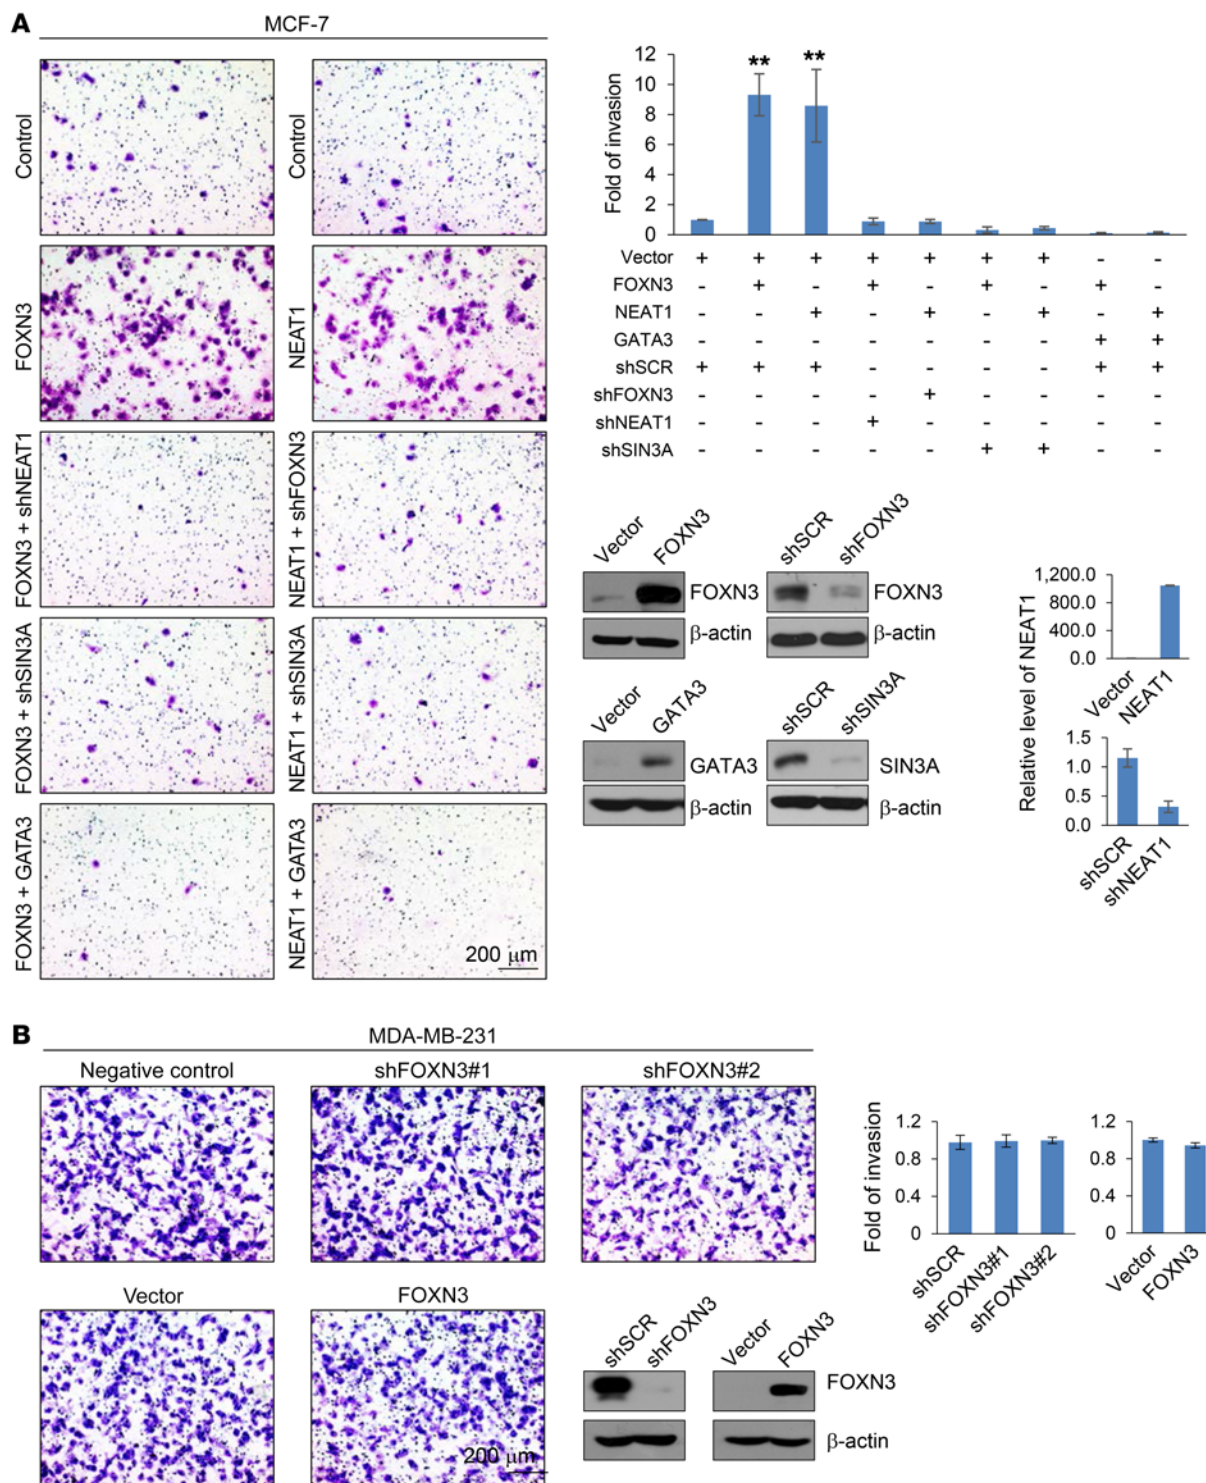 A
MCF-7
Control
Control
FOXN3
NEAT1
FOXN3 + shNEAT1
NEAT1 + shFOXN3
FOXN3 + shSIN3A
NEAT1 + shSIN3A
FOXN3 + GATA3
NEAT1 + GATA3
200 µm
Fold of invasion
12
10
8
6
4
2
0
** **
Vector + + + + + + + - -
FOXN3 - + - + - + - + -
NEAT1 - - + - + - + - +
GATA3 - - - - - - - + +
shSCR + + + - - - - + +
shFOXN3 - - - - + - - - -
shNEAT1 - - - + - - - - -
shSIN3A - - - - - + + - -
Vector FOXN3
FOXN3
β-actin
shSCR shFOXN3
FOXN3
β-actin
Vector GATA3
GATA3
β-actin
shSCR shSIN3A
SIN3A
β-actin
Relative level of NEAT1
1,200.0
800.0
400.0
0.0
Vector NEAT1
1.5
1.0
0.5
0.0
shSCR shNEAT1
B
MDA-MB-231
Negative control shFOXN3#1 shFOXN3#2
Vector FOXN3
200 µm
Fold of invasion
1.2
0.8
0.4
0
shSCR shFOXN3#1 shFOXN3#2
1.2
0.8
0.4
0
Vector FOXN3
shSCR shFOXN3 Vector FOXN3
FOXN3
β-actin